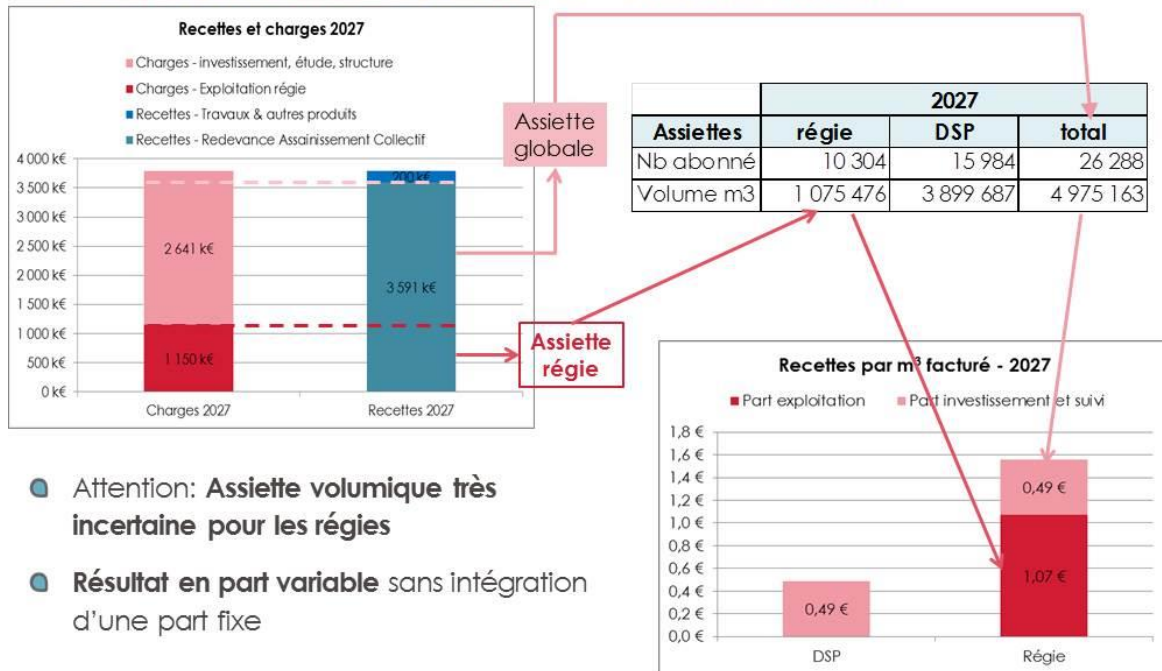 Recettes et charges 2027
Charges - investissement, étude, structure
Charges - Exploitation régie
Recettes - Travaux & autres produits
Recettes - Redevance Assainissement Collectif
4 000 k€
3 500 k€
3 000 k€
2 500 k€
2 000 k€
1 500 k€
1 000 k€
500 k€
0 k€
2 641 k€
1 150 k€
200 k€
3 591 k€
Charges 2027
Recettes 2027
Assiette
globale
Assiette
régie
2027
Assiettes régie DSP total
Nb abonné 10 304 15 984 26 288
Volume m3 1 075 476 3 899 687 4 975 163
Recettes par m³ facturé - 2027
Part exploitation
Part investissement et suivi
1,8 €
1,6 €
1,4 €
1,2 €
1,0 €
0,8 €
0,6 €
0,4 €
0,2 €
0,0 €
0,49 €
0,49 €
1,07 €
DSP
Régie
Attention: Assiette volumique très
incertaine pour les régies
Résultat en part variable sans intégration
d'une part fixe